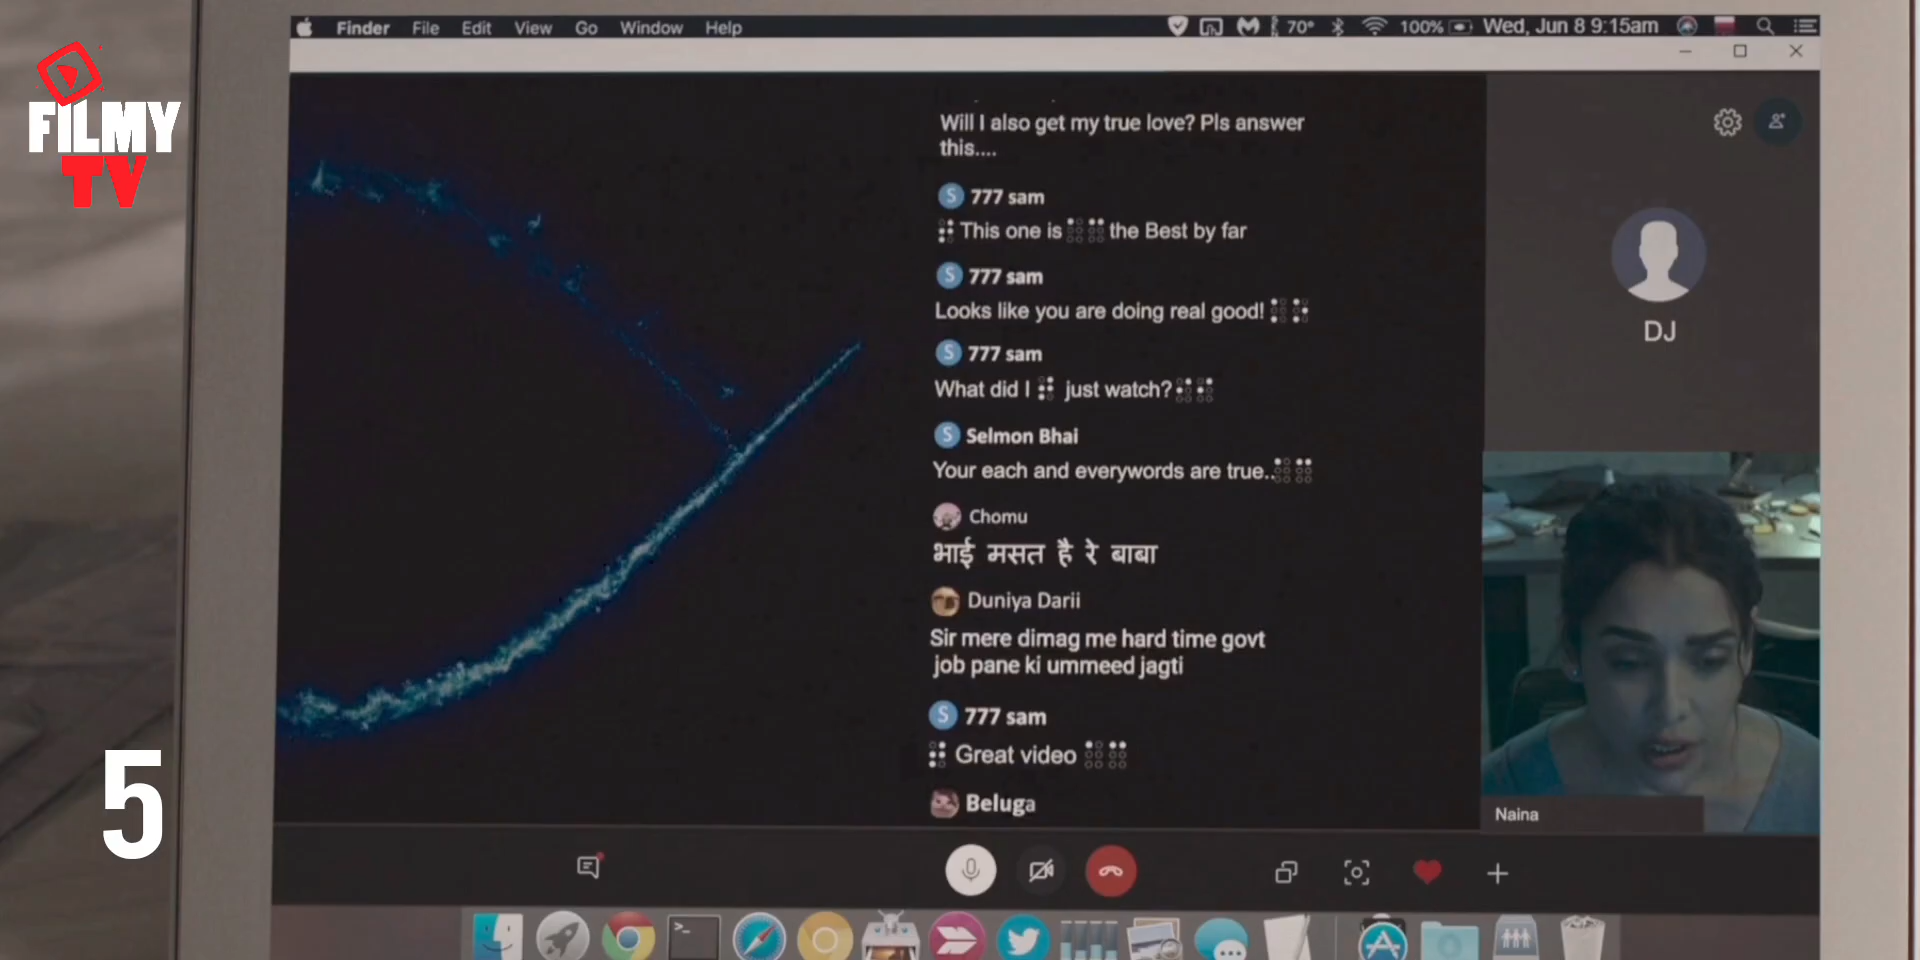 FILMY
TV
Finder File Edit View Go Window Help
70° 100% Wed, Jun 8 9:15am
Will I also get my true love? Pls answer
this....
S 777 sam
This one is the Best by far
S 777 sam
Looks like you are doing real good!
S 777 sam
What did I just watch?
S Selmon Bhai
Your each and everywords are true..
Chomu
भाई मसत है रे बाबा
Duniya Darii
Sir mere dimag me hard time govt
job pane ki ummeed jagti
S 777 sam
Great video
Beluga
DJ
Naina
5